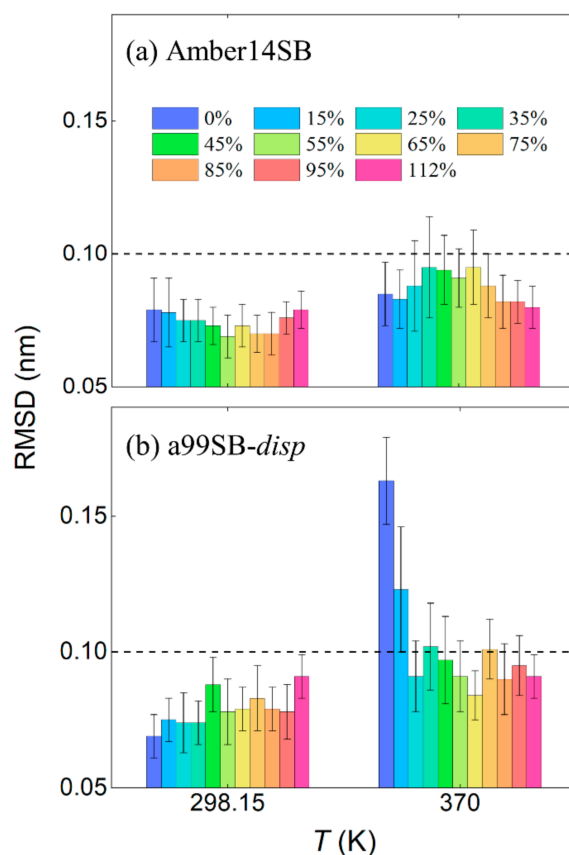 (a) Amber14SB
0% 15% 25% 35%
45% 55% 65% 75%
85% 95% 112%
0.15
0.10
0.05
RMSD (nm)
(b) a99SB-disp
0.15
0.10
0.05
298.15 370
T (K)